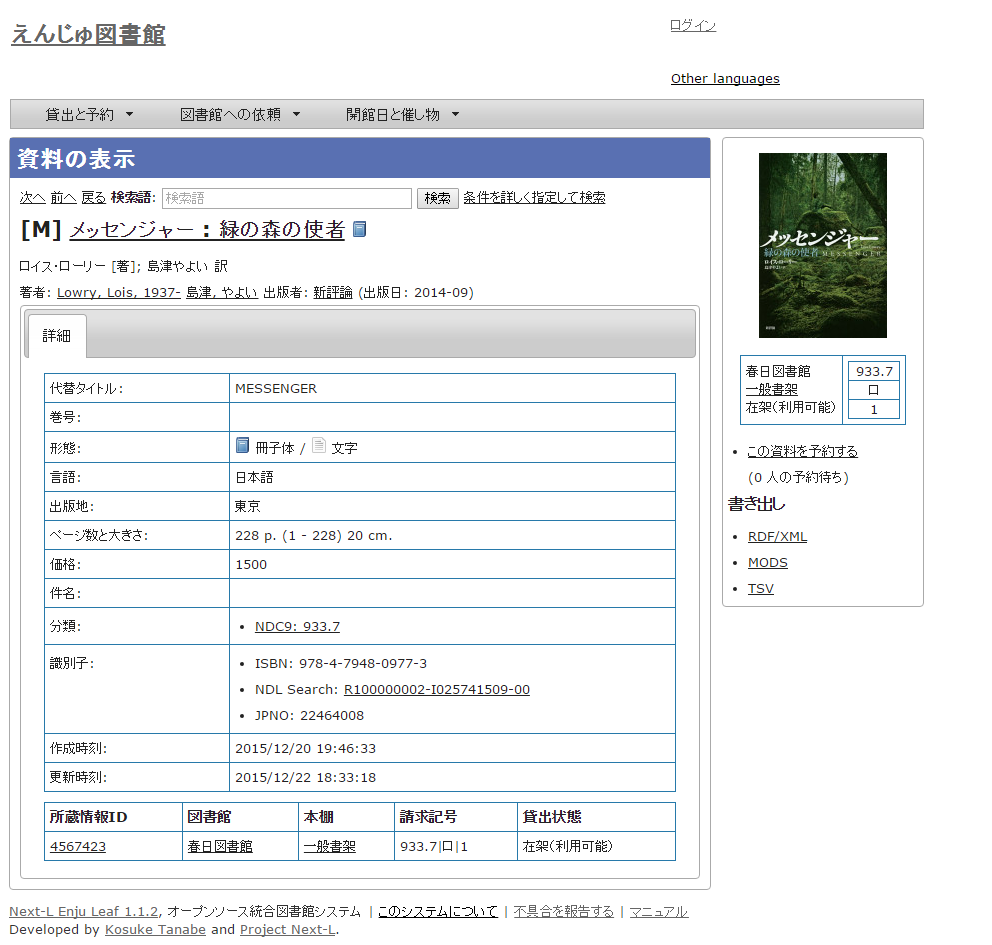 えんじゅ図書館
ログイン
Other languages
貸出と予約 ▼ 図書館への依頼 ▼ 開館日と催し物 ▼
資料の表示
次へ 前へ 戻る 検索語: 検索語 検索 条件を詳しく指定して検索
[M] メッセンジャー : 緑の森の使者
ロイス・ローリー [著]; 島津やよい 訳
著者: Lowry, Lois, 1937- 島津, やよい 出版者: 新評論 (出版日: 2014-09)
詳細
代替タイトル: MESSENGER
巻号:
形態: 冊子体 / 文字
言語: 日本語
出版地: 東京
ページ数と大きさ: 228 p. (1 - 228) 20 cm.
価格: 1500
件名:
分類: • NDC9: 933.7
識別子: • ISBN: 978-4-7948-0977-3
• NDL Search: R100000002-I025741509-00
• JPNO: 22464008
作成時刻: 2015/12/20 19:46:33
更新時刻: 2015/12/22 18:33:18
所蔵情報ID 図書館 本棚 請求記号 貸出状態
4567423 春日図書館 一般書架 933.7|ロ|1 在架(利用可能)
メッセンジャー
緑の森の使者 MESSENGER
ロイス・ローリー
春日図書館 933.7
一般書架 ロ
在架(利用可能) 1
• この資料を予約する
(0 人の予約待ち)
書き出し
• RDF/XML
• MODS
• TSV
Next-L Enju Leaf 1.1.2, オープンソース統合図書館システム | このシステムについて | 不具合を報告する | マニュアル
Developed by Kosuke Tanabe and Project Next-L.